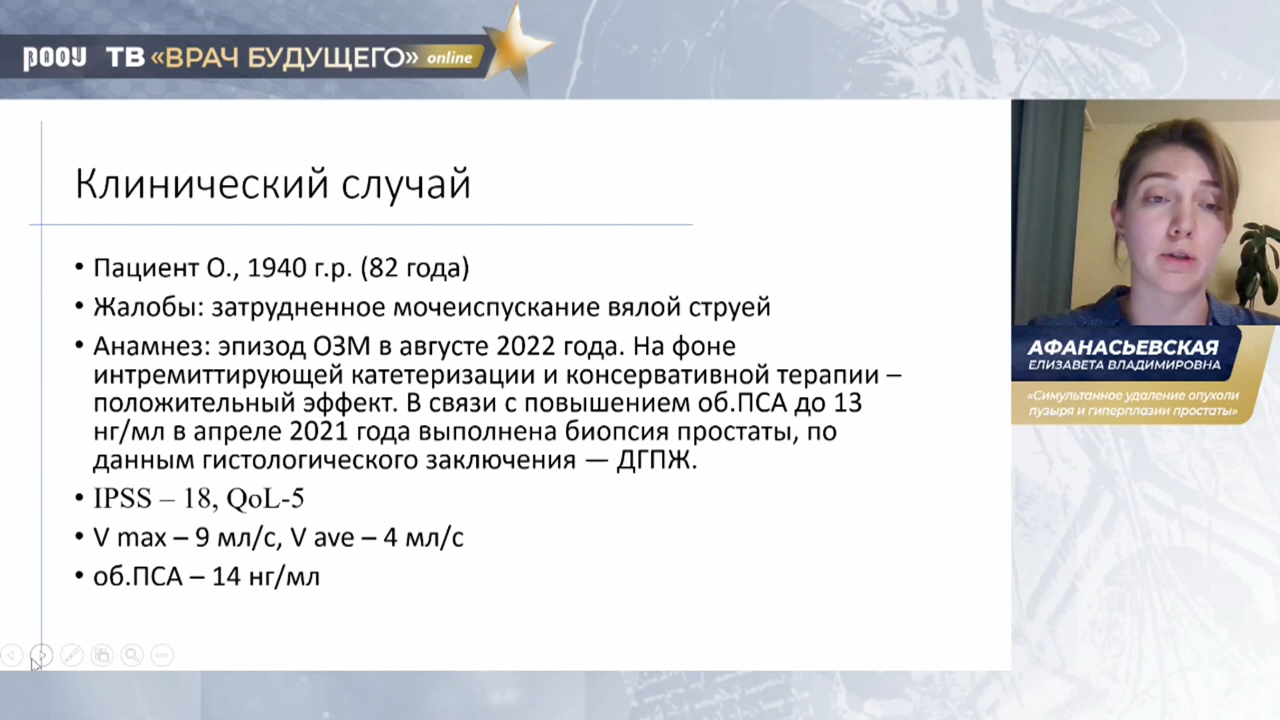 РООУ ТВ «ВРАЧ БУДУЩЕГО» online
Клинический случай
• Пациент О., 1940 г.р. (82 года)
• Жалобы: затрудненное мочеиспускание вялой струей
• Анамнез: эпизод ОЗМ в августе 2022 года. На фоне
интремиттирующей катетеризации и консервативной терапии –
положительный эффект. В связи с повышением об.ПСА до 13
нг/мл в апреле 2021 года выполнена биопсия простаты, по
данным гистологического заключения — ДГПЖ.
• IPSS – 18, QoL-5
• V max – 9 мл/с, V ave – 4 мл/с
• об.ПСА – 14 нг/мл
АФАНАСЬЕВСКАЯ
ЕЛИЗАВЕТА ВЛАДИМИРОВНА
«Симультанное удаление опухоли
пузыря и гиперплазии простаты»